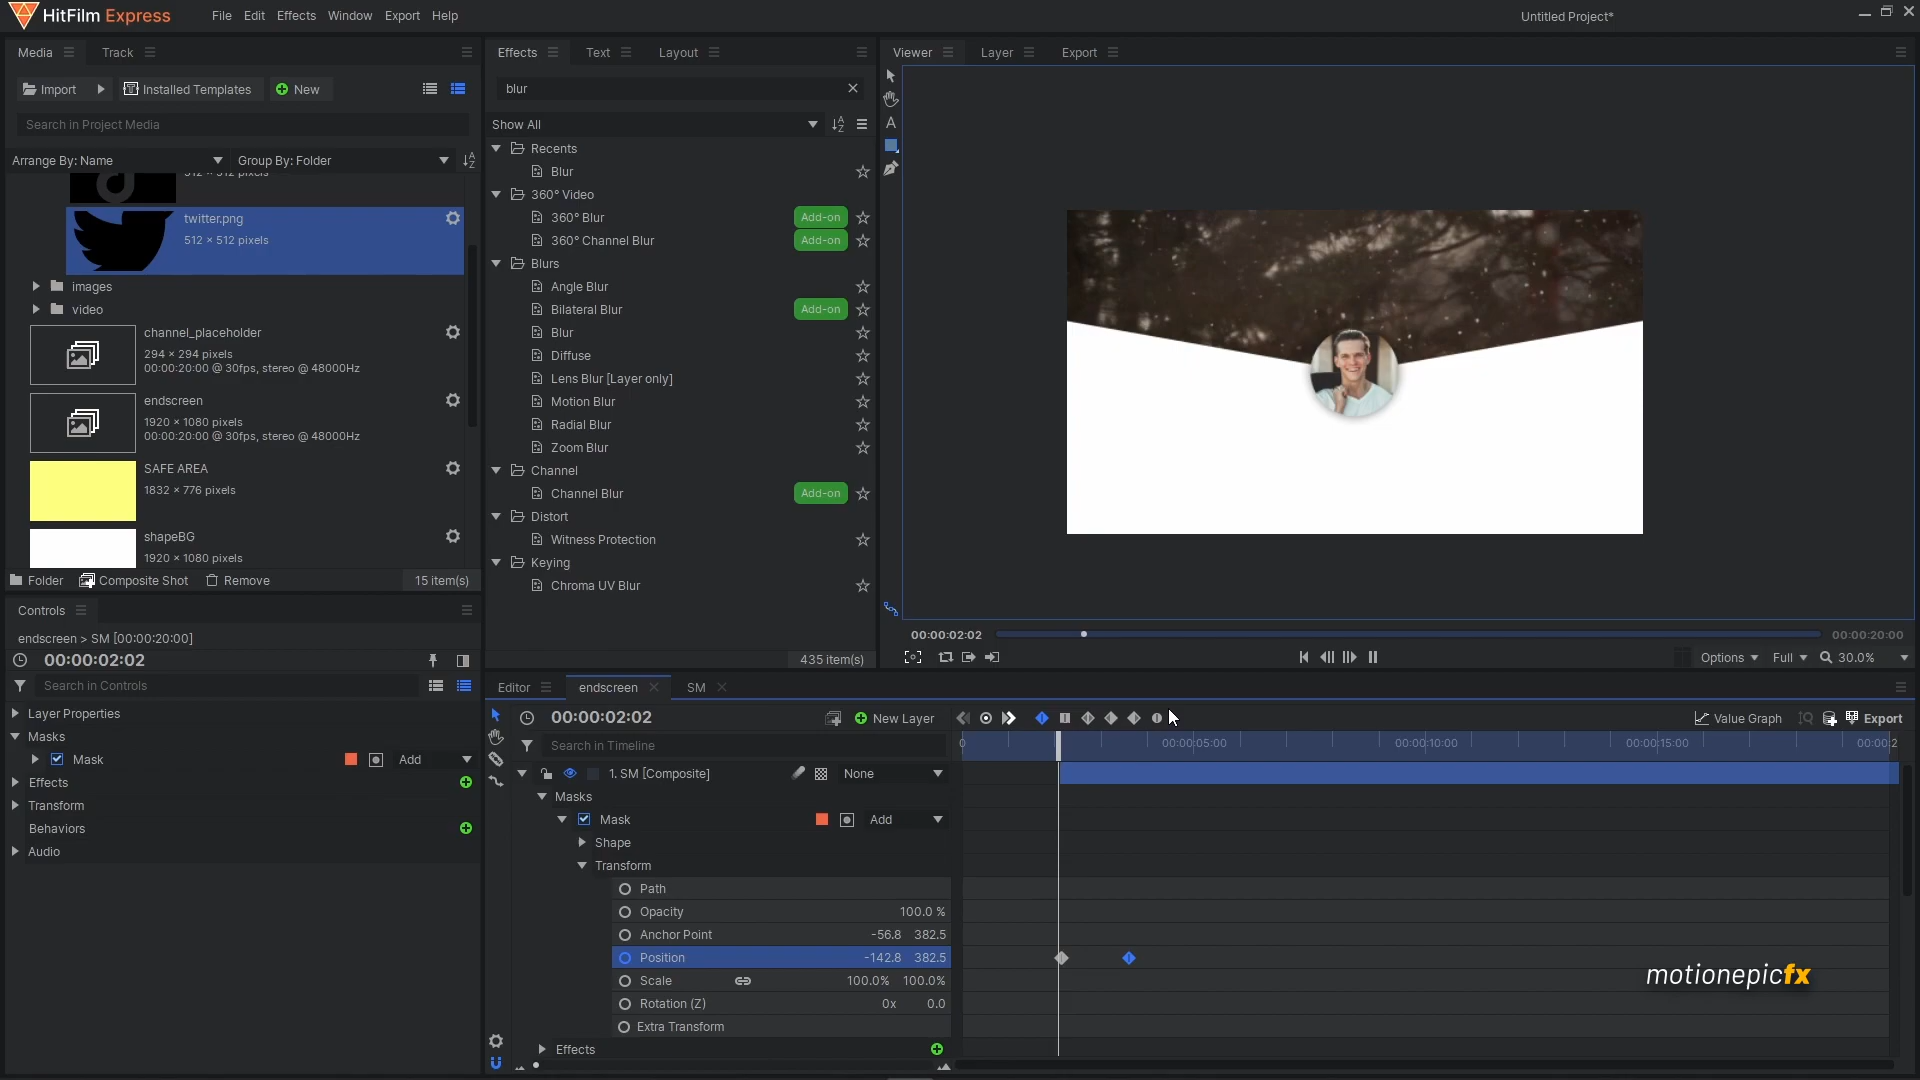 HitFilm Express
File Edit Effects Window Export Help
Untitled Project*
Media Track
Effects Text Layout
Viewer Layer Export
Import Installed Templates New
Search in Project Media
Arrange By: Name Group By: Folder
512 × 512 pixels
twitter.png
512 × 512 pixels
images
video
channel_placeholder
294 × 294 pixels
00:00:20:00 @ 30fps, stereo @ 48000Hz
endscreen
1920 × 1080 pixels
00:00:20:00 @ 30fps, stereo @ 48000Hz
SAFE AREA
1832 × 776 pixels
shapeBG
1920 × 1080 pixels
Folder Composite Shot Remove 15 item(s)
blur
Show All
Recents
Blur
360° Video
360° Blur Add-on
360° Channel Blur Add-on
Blurs
Angle Blur
Bilateral Blur Add-on
Blur
Diffuse
Lens Blur [Layer only]
Motion Blur
Radial Blur
Zoom Blur
Channel
Channel Blur Add-on
Distort
Witness Protection
Keying
Chroma UV Blur
435 item(s)
A
00:00:02:02 00:00:20:00
Options Full 30.0%
Controls
endscreen > SM [00:00:20:00]
00:00:02:02
Search in Controls
Layer Properties
Masks
Mask Add
Effects
Transform
Behaviors
Audio
Editor endscreen SM
00:00:02:02 New Layer Value Graph Export
Search in Timeline
0 00:00:05:00 00:00:10:00 00:00:15:00 00:00:2
1. SM [Composite] None
Masks
Mask Add
Shape
Transform
Path
Opacity 100.0 %
Anchor Point -56.8 382.5
Position -142.8 382.5
Scale 100.0% 100.0%
Rotation (Z) 0x 0.0
Extra Transform
Effects
motionepicfx